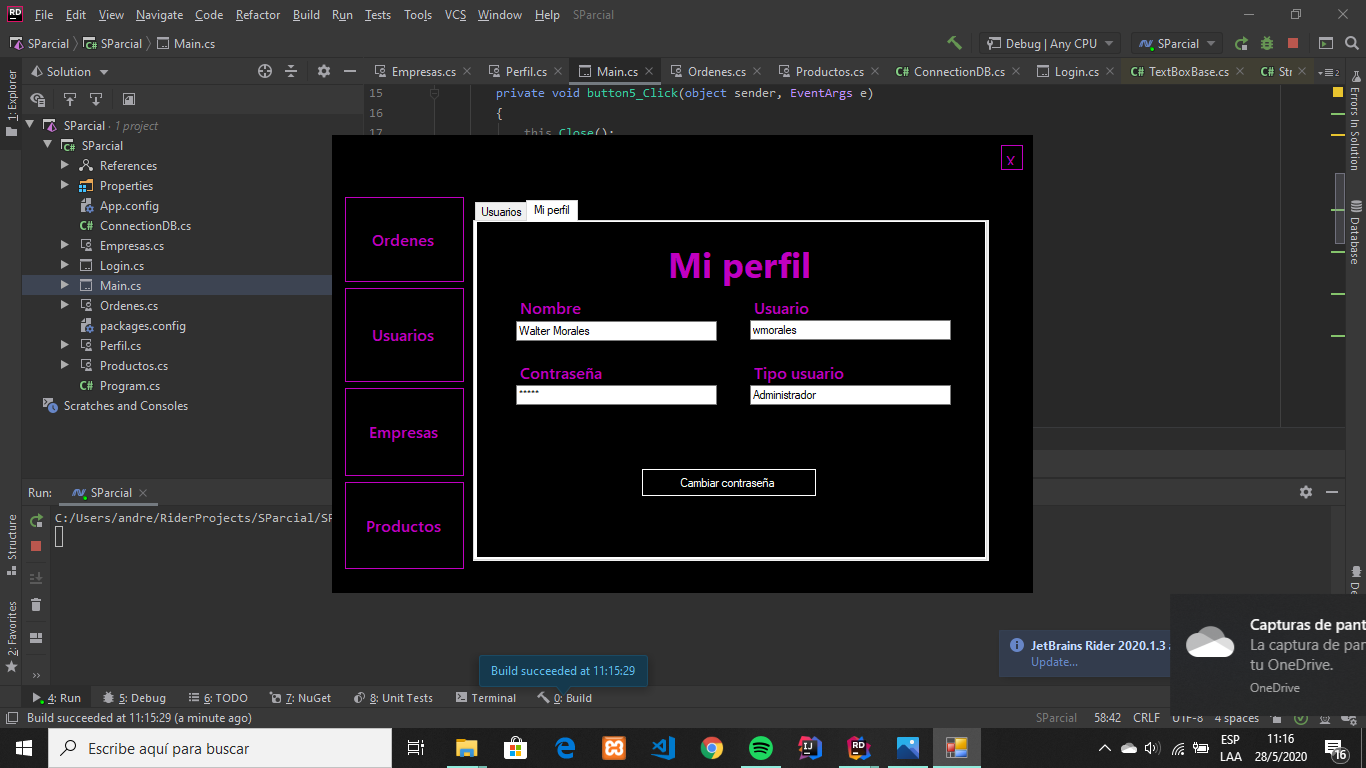 File Edit View Navigate Code Refactor Build Run Tests Tools VCS Window Help SParcial
SParcial SParcial Main.cs Debug | Any CPU SParcial
Solution Empresas.cs Perfil.cs Main.cs Ordenes.cs Productos.cs ConnectionDB.cs Login.cs TextBoxBase.cs
1: Explorer
15 private void button5_Click(object sender, EventArgs e)
16 {
17 this.Close();
SParcial · 1 project
SParcial
References
Properties
App.config
ConnectionDB.cs
Empresas.cs
Login.cs
Main.cs
Ordenes.cs
packages.config
Perfil.cs
Productos.cs
Program.cs
Scratches and Consoles
Errors In Solution
Database
X
Ordenes
Usuarios
Empresas
Productos
Usuarios Mi perfil
Mi perfil
Nombre Usuario
Walter Morales wmorales
Contraseña Tipo usuario
***** Administrador
Cambiar contraseña
Run: SParcial
C:/Users/andre/RiderProjects/SParcial/SP
Structure
2: Favorites
Capturas de pant
La captura de par
tu OneDrive.
OneDrive
JetBrains Rider 2020.1.3
Update...
Build succeeded at 11:15:29
4: Run 5: Debug 6: TODO 7: NuGet 8: Unit Tests Terminal 0: Build
Build succeeded at 11:15:29 (a minute ago) SParcial 58:42 CRLF UTF-8 4 spaces
Escribe aquí para buscar
ESP
LAA
11:16
28/5/2020
16